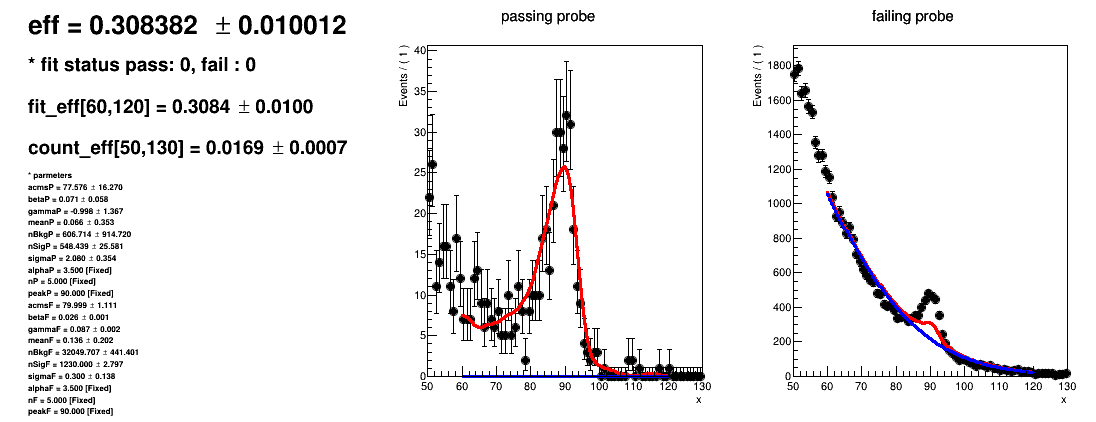 eff = 0.308382 ± 0.010012
* fit status pass: 0, fail : 0
fit_eff[60,120] = 0.3084 ± 0.0100
count_eff[50,130] = 0.0169 ± 0.0007
* parmeters
acmsP = 77.576 ± 16.270
betaP = 0.071 ± 0.058
gammaP = -0.998 ± 1.367
meanP = 0.066 ± 0.353
nBkgP = 606.714 ± 914.720
nSigP = 548.439 ± 25.581
sigmaP = 2.080 ± 0.354
alphaP = 3.500 [Fixed]
nP = 5.000 [Fixed]
peakP = 90.000 [Fixed]
acmsF = 79.999 ± 1.111
betaF = 0.026 ± 0.001
gammaF = 0.087 ± 0.002
meanF = 0.136 ± 0.202
nBkgF = 32049.707 ± 441.401
nSigF = 1230.000 ± 2.797
sigmaF = 0.300 ± 0.138
alphaF = 3.500 [Fixed]
nF = 5.000 [Fixed]
peakF = 90.000 [Fixed]
passing probe
Events / ( 1 )
40
35
30
25
20
15
10
5
0
50 60 70 80 90 100 110 120 130
x
failing probe
Events / ( 1 )
1800
1600
1400
1200
1000
800
600
400
200
0
50 60 70 80 90 100 110 120 130
x